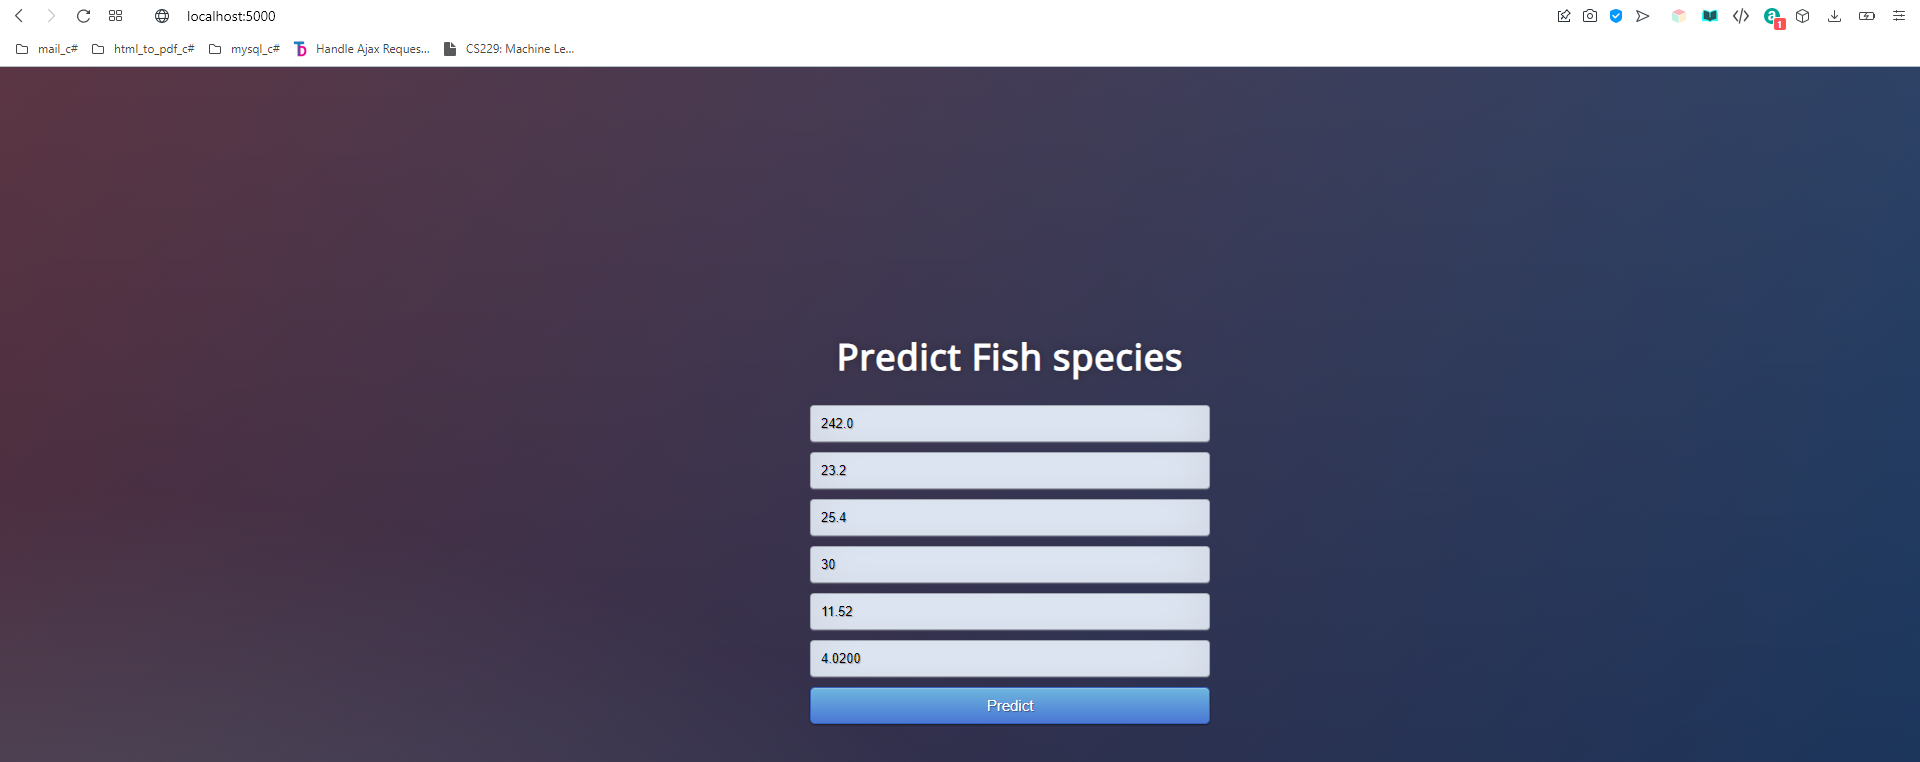 localhost:5000
1
mail_c# html_to_pdf_c# mysql_c# Handle Ajax Reques... CS229: Machine Le...
Predict Fish species
242.0
23.2
25.4
30
11.52
4.0200
Predict